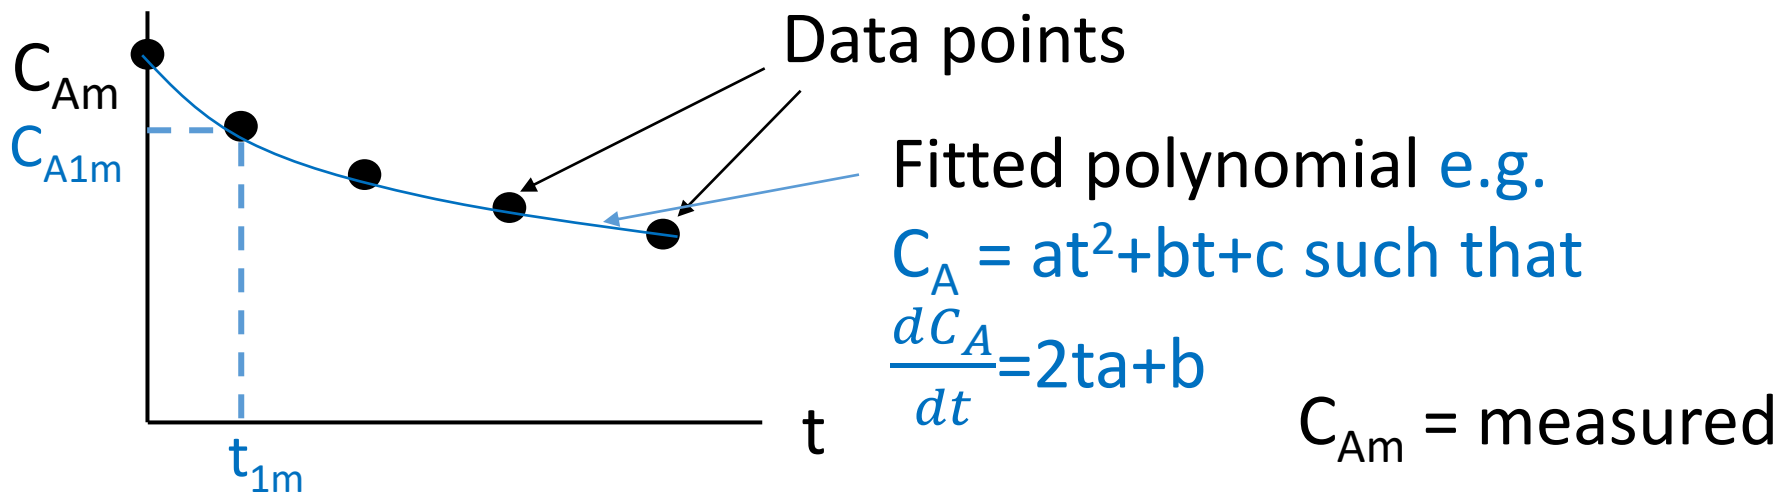 Data points
C_Am
C_A1m
Fitted polynomial e.g.
C_A = at²+bt+c such that
dC_A/dt=2ta+b
t
t_1m
C_Am = measured